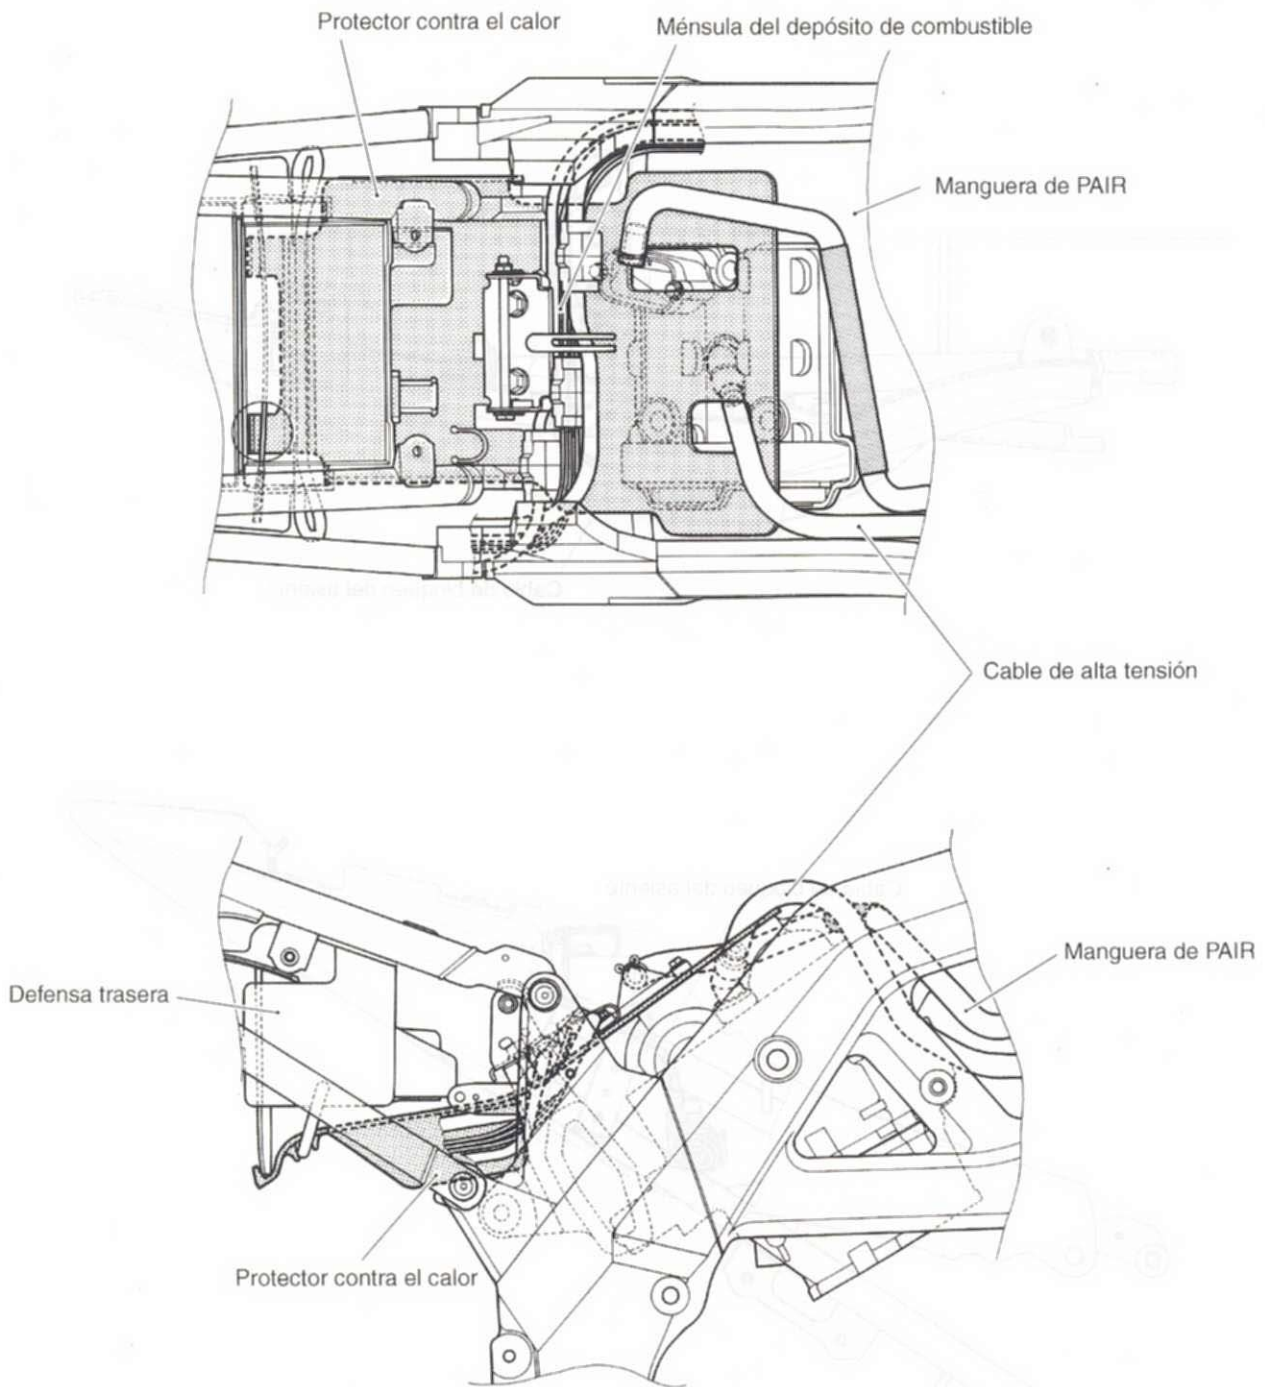 Protector contra el calor
Ménsula del depósito de combustible
Manguera de PAIR
Cable de alta tensión
Manguera de PAIR
Defensa trasera
Protector contra el calor